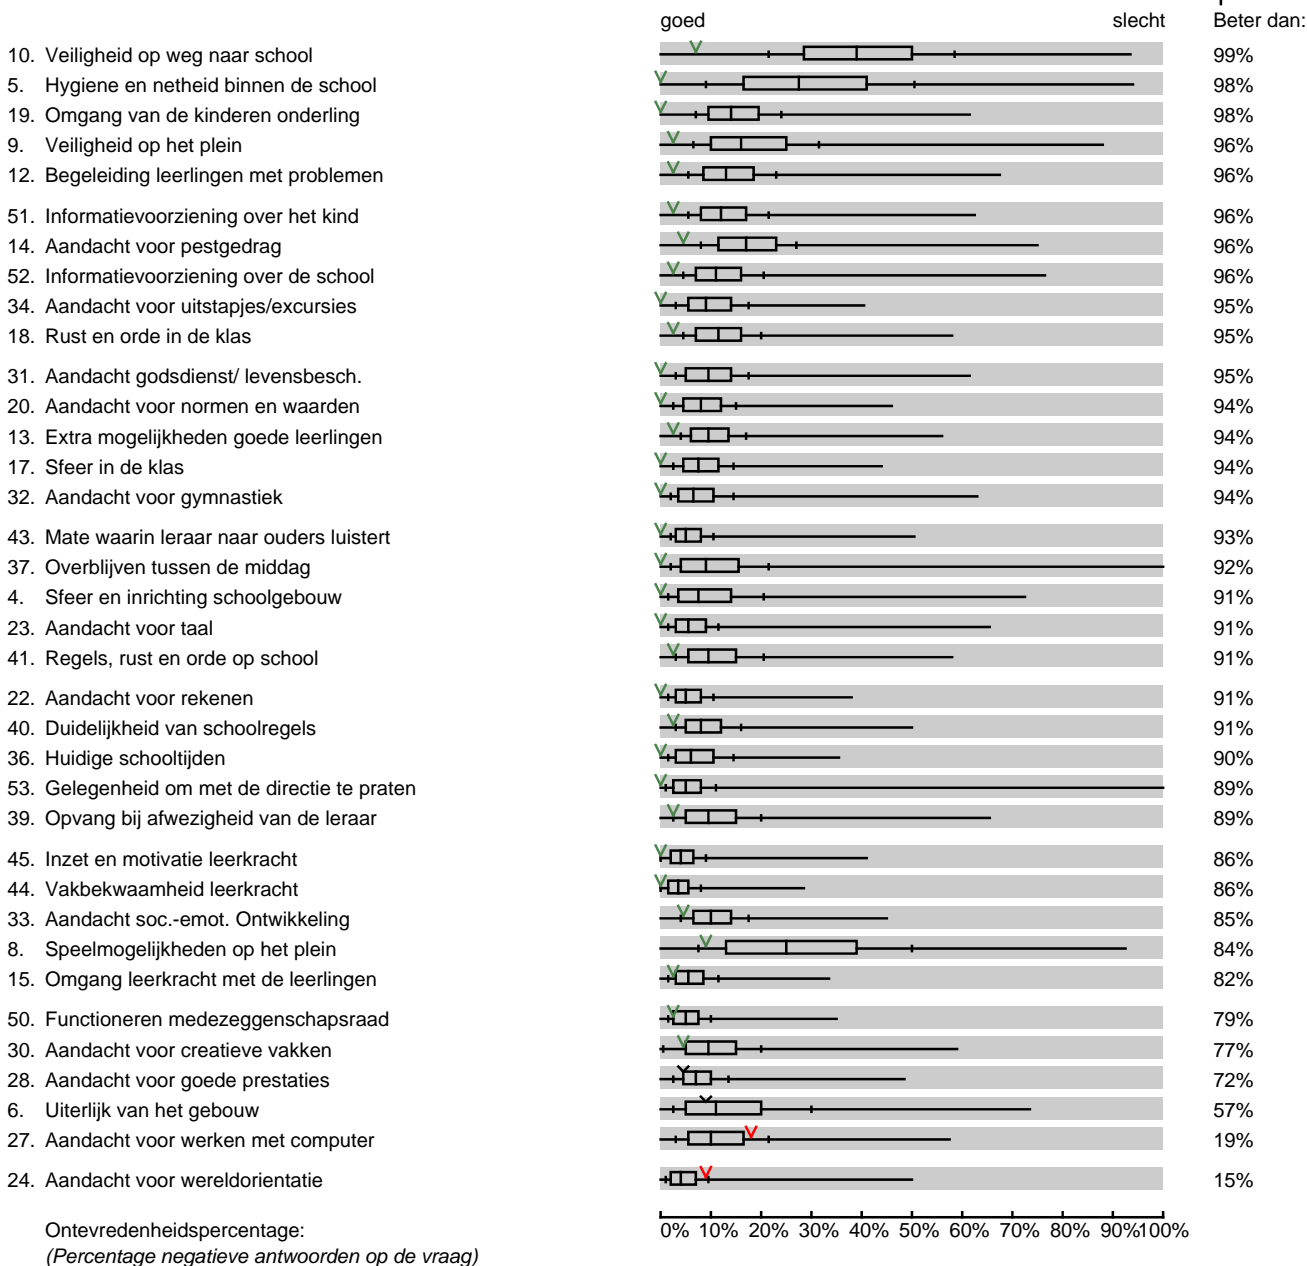 goed slecht Beter dan:
10. Veiligheid op weg naar school 99%
5. Hygiene en netheid binnen de school 98%
19. Omgang van de kinderen onderling 98%
9. Veiligheid op het plein 96%
12. Begeleiding leerlingen met problemen 96%
51. Informatievoorziening over het kind 96%
14. Aandacht voor pestgedrag 96%
52. Informatievoorziening over de school 96%
34. Aandacht voor uitstapjes/excursies 95%
18. Rust en orde in de klas 95%
31. Aandacht godsdienst/ levensbesch. 95%
20. Aandacht voor normen en waarden 94%
13. Extra mogelijkheden goede leerlingen 94%
17. Sfeer in de klas 94%
32. Aandacht voor gymnastiek 94%
43. Mate waarin leraar naar ouders luistert 93%
37. Overblijven tussen de middag 92%
4. Sfeer en inrichting schoolgebouw 91%
23. Aandacht voor taal 91%
41. Regels, rust en orde op school 91%
22. Aandacht voor rekenen 91%
40. Duidelijkheid van schoolregels 91%
36. Huidige schooltijden 90%
53. Gelegenheid om met de directie te praten 89%
39. Opvang bij afwezigheid van de leraar 89%
45. Inzet en motivatie leerkracht 86%
44. Vakbekwaamheid leerkracht 86%
33. Aandacht soc.-emot. Ontwikkeling 85%
8. Speelmogelijkheden op het plein 84%
15. Omgang leerkracht met de leerlingen 82%
50. Functioneren medezeggenschapsraad 79%
30. Aandacht voor creatieve vakken 77%
28. Aandacht voor goede prestaties 72%
6. Uiterlijk van het gebouw 57%
27. Aandacht voor werken met computer 19%
24. Aandacht voor wereldorientatie 15%
Ontevredenheidspercentage: 0% 10% 20% 30% 40% 50% 60% 70% 80% 90% 100%
(Percentage negatieve antwoorden op de vraag)